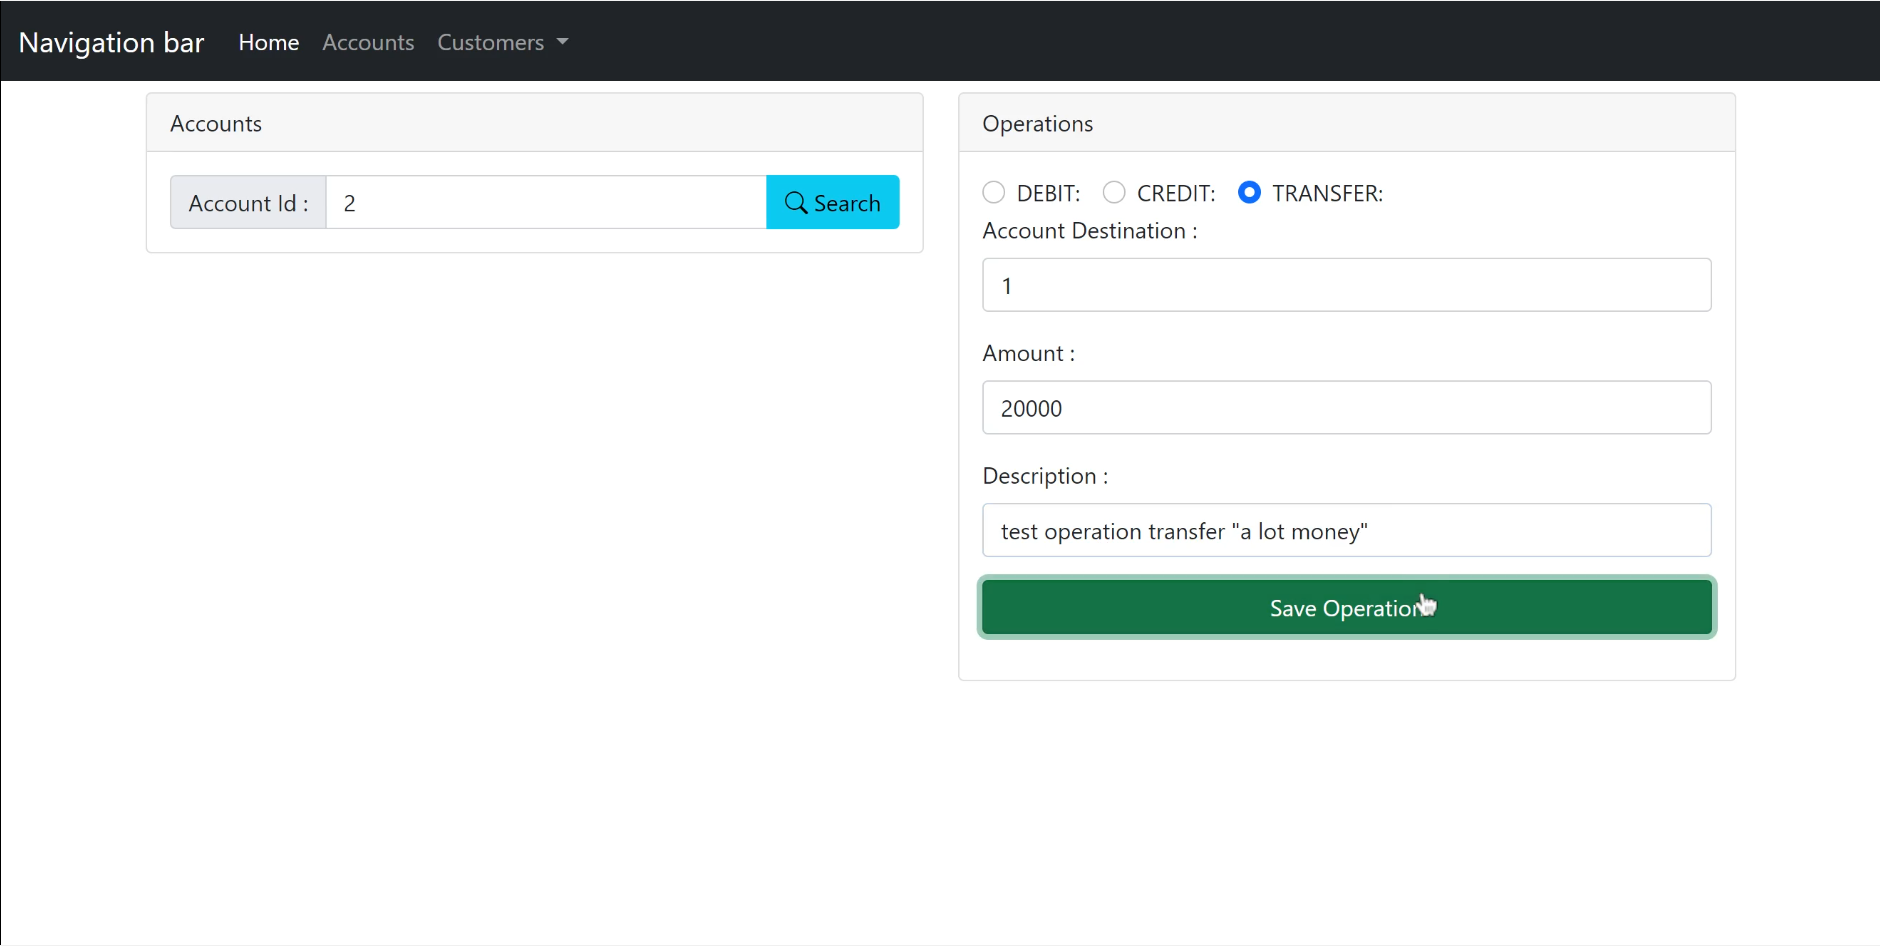 Navigation bar Home Accounts Customers
Accounts
Account Id : 2 Search
Operations
DEBIT: CREDIT: TRANSFER:
Account Destination :
1
Amount :
20000
Description :
test operation transfer "a lot money"
Save Operation